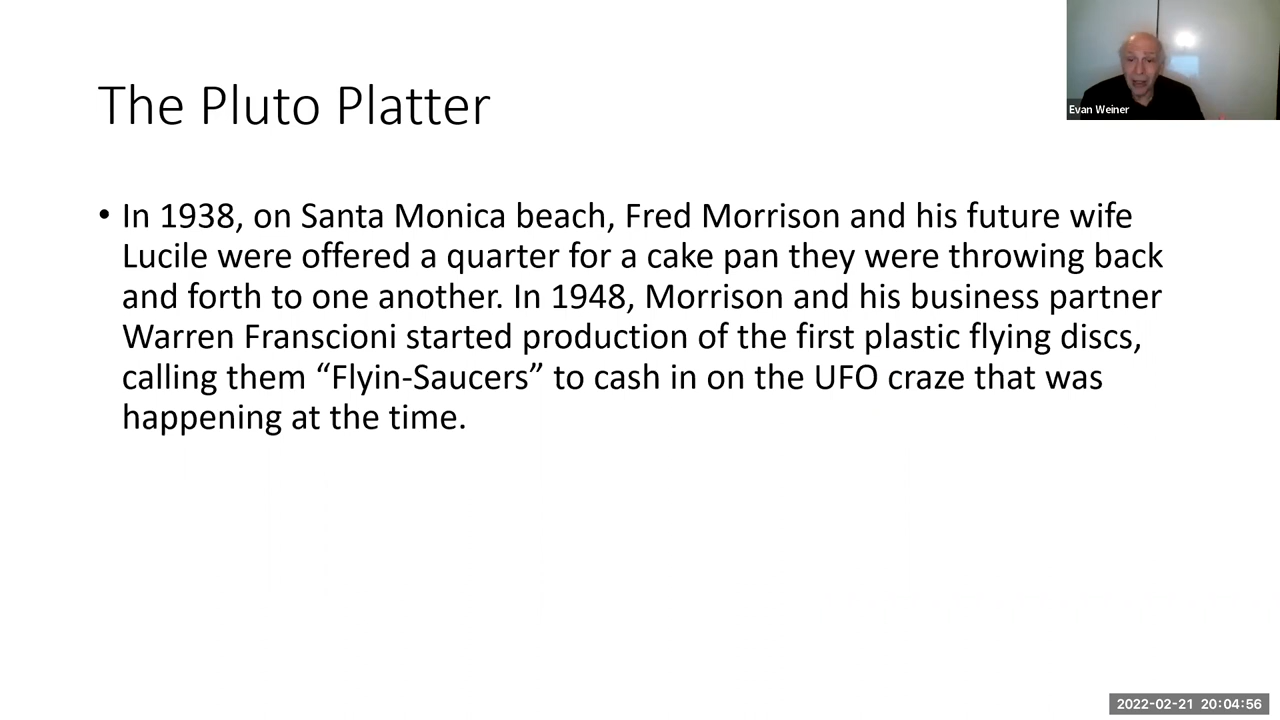 Evan Weiner
The Pluto Platter
• In 1938, on Santa Monica beach, Fred Morrison and his future wife
Lucile were offered a quarter for a cake pan they were throwing back
and forth to one another. In 1948, Morrison and his business partner
Warren Franscioni started production of the first plastic flying discs,
calling them “Flyin-Saucers” to cash in on the UFO craze that was
happening at the time.
2022-02-21 20:04:56